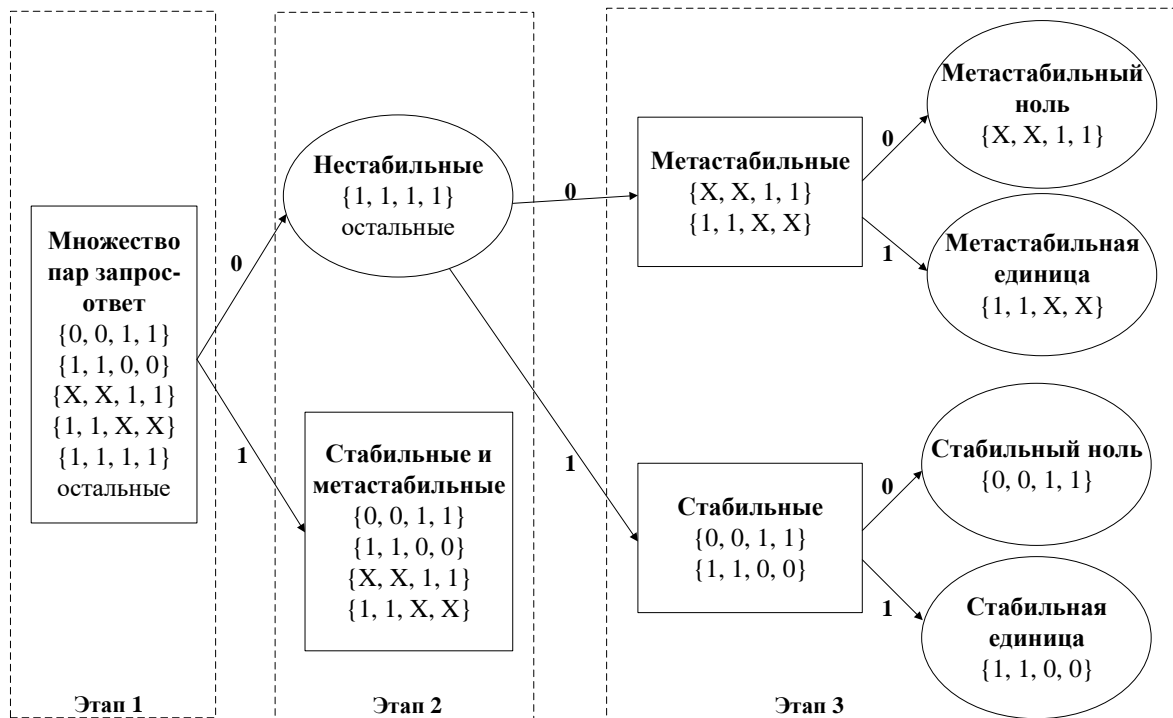 Множество
пар запрос-
ответ
{0, 0, 1, 1}
{1, 1, 0, 0}
{X, X, 1, 1}
{1, 1, X, X}
{1, 1, 1, 1}
остальные
0
1
Этап 1
Нестабильные
{1, 1, 1, 1}
остальные
Стабильные и
метастабильные
{0, 0, 1, 1}
{1, 1, 0, 0}
{X, X, 1, 1}
{1, 1, X, X}
0
1
Этап 2
Метастабильные
{X, X, 1, 1}
{1, 1, X, X}
0
1
Метастабильный
ноль
{X, X, 1, 1}
Метастабильная
единица
{1, 1, X, X}
Стабильные
{0, 0, 1, 1}
{1, 1, 0, 0}
0
1
Стабильный ноль
{0, 0, 1, 1}
Стабильная
единица
{1, 1, 0, 0}
Этап 3